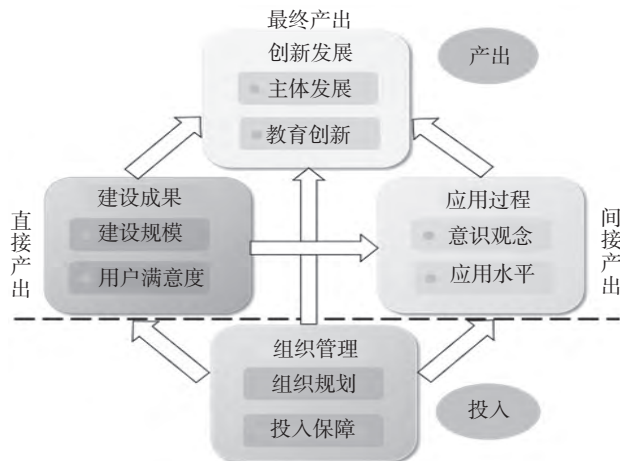 最终产出
创新发展
主体发展
教育创新
产出
直接产出
建设成果
建设规模
用户满意度
应用过程
意识观念
应用水平
间接产出
组织管理
组织规划
投入保障
投入